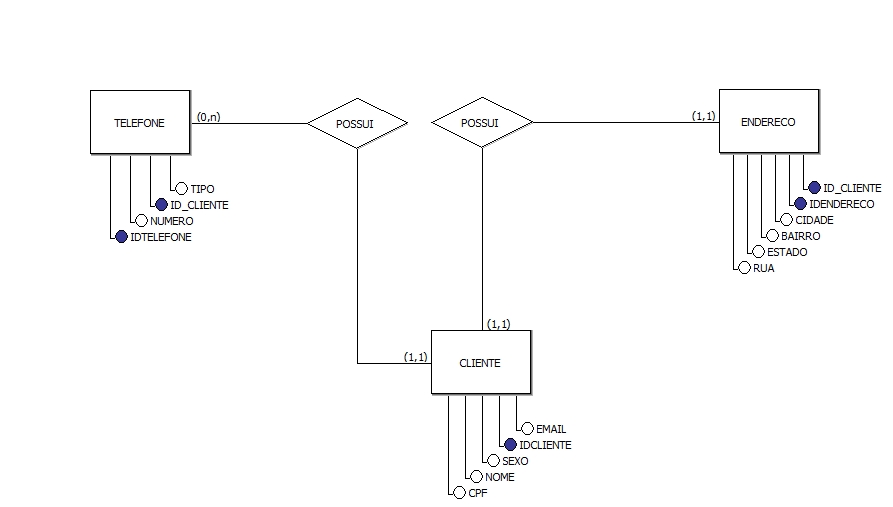 TELEFONE
(0,n)
POSSUI
POSSUI
(1,1)
ENDERECO
TIPO
ID_CLIENTE
NUMERO
IDTELEFONE
ID_CLIENTE
IDENDERECO
CIDADE
BAIRRO
ESTADO
RUA
(1,1)
(1,1)
CLIENTE
EMAIL
IDCLIENTE
SEXO
NOME
CPF